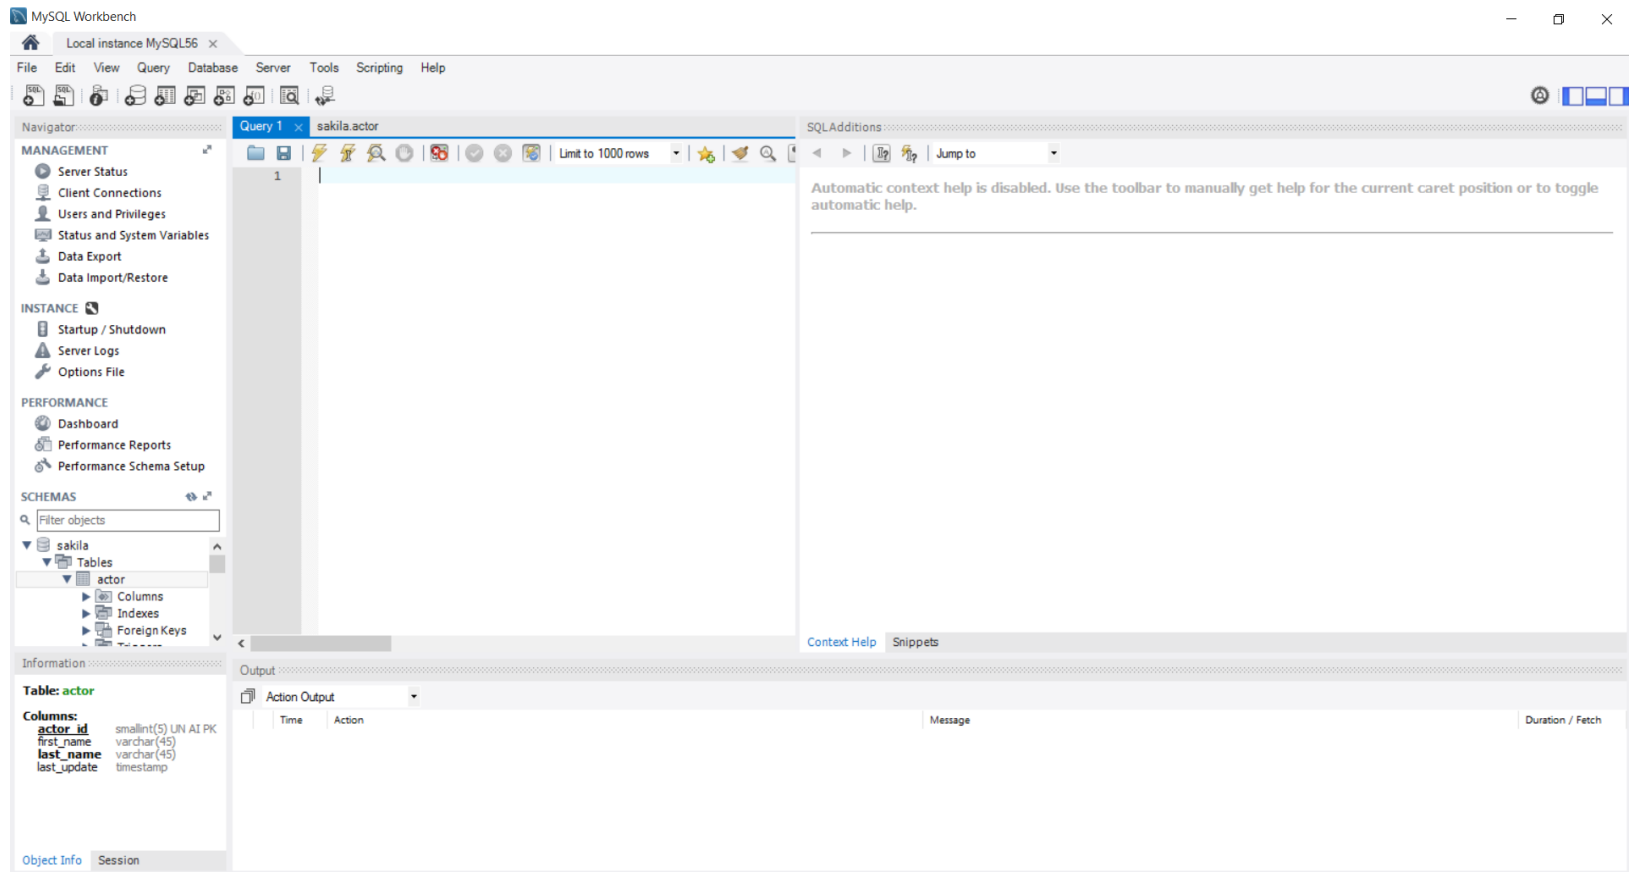 MySQL Workbench
Local instance MySQL56
File Edit View Query Database Server Tools Scripting Help
Navigator
MANAGEMENT
Server Status
Client Connections
Users and Privileges
Status and System Variables
Data Export
Data Import/Restore
INSTANCE
Startup / Shutdown
Server Logs
Options File
PERFORMANCE
Dashboard
Performance Reports
Performance Schema Setup
SCHEMAS
Filter objects
sakila
Tables
actor
Columns
Indexes
Foreign Keys
Triggers
Information
Table: actor
Columns:
actor_id smallint(5) UN AI PK
first_name varchar(45)
last_name varchar(45)
last_update timestamp
Object Info Session
Query 1 sakila.actor
Limit to 1000 rows
1
SQLAdditions
Jump to
Automatic context help is disabled. Use the toolbar to manually get help for the current caret position or to toggle
automatic help.
Context Help Snippets
Output
Action Output
Time Action Message Duration / Fetch